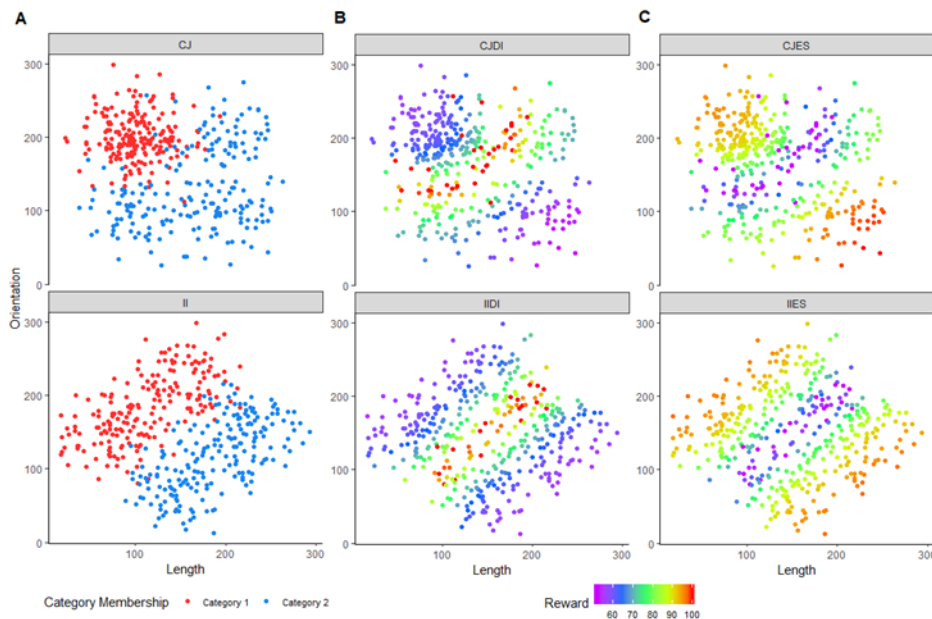 A B C
CJ CJDI CJES
300 300 300
200 200 200
100 100 100
0 0 0
Orientation
II IIDI IIES
300 300 300
200 200 200
100 100 100
0 0 0
100 200 300 100 200 300 100 200 300
Length Length Length
Category Membership Category 1 Category 2
Reward
60 70 80 90 100